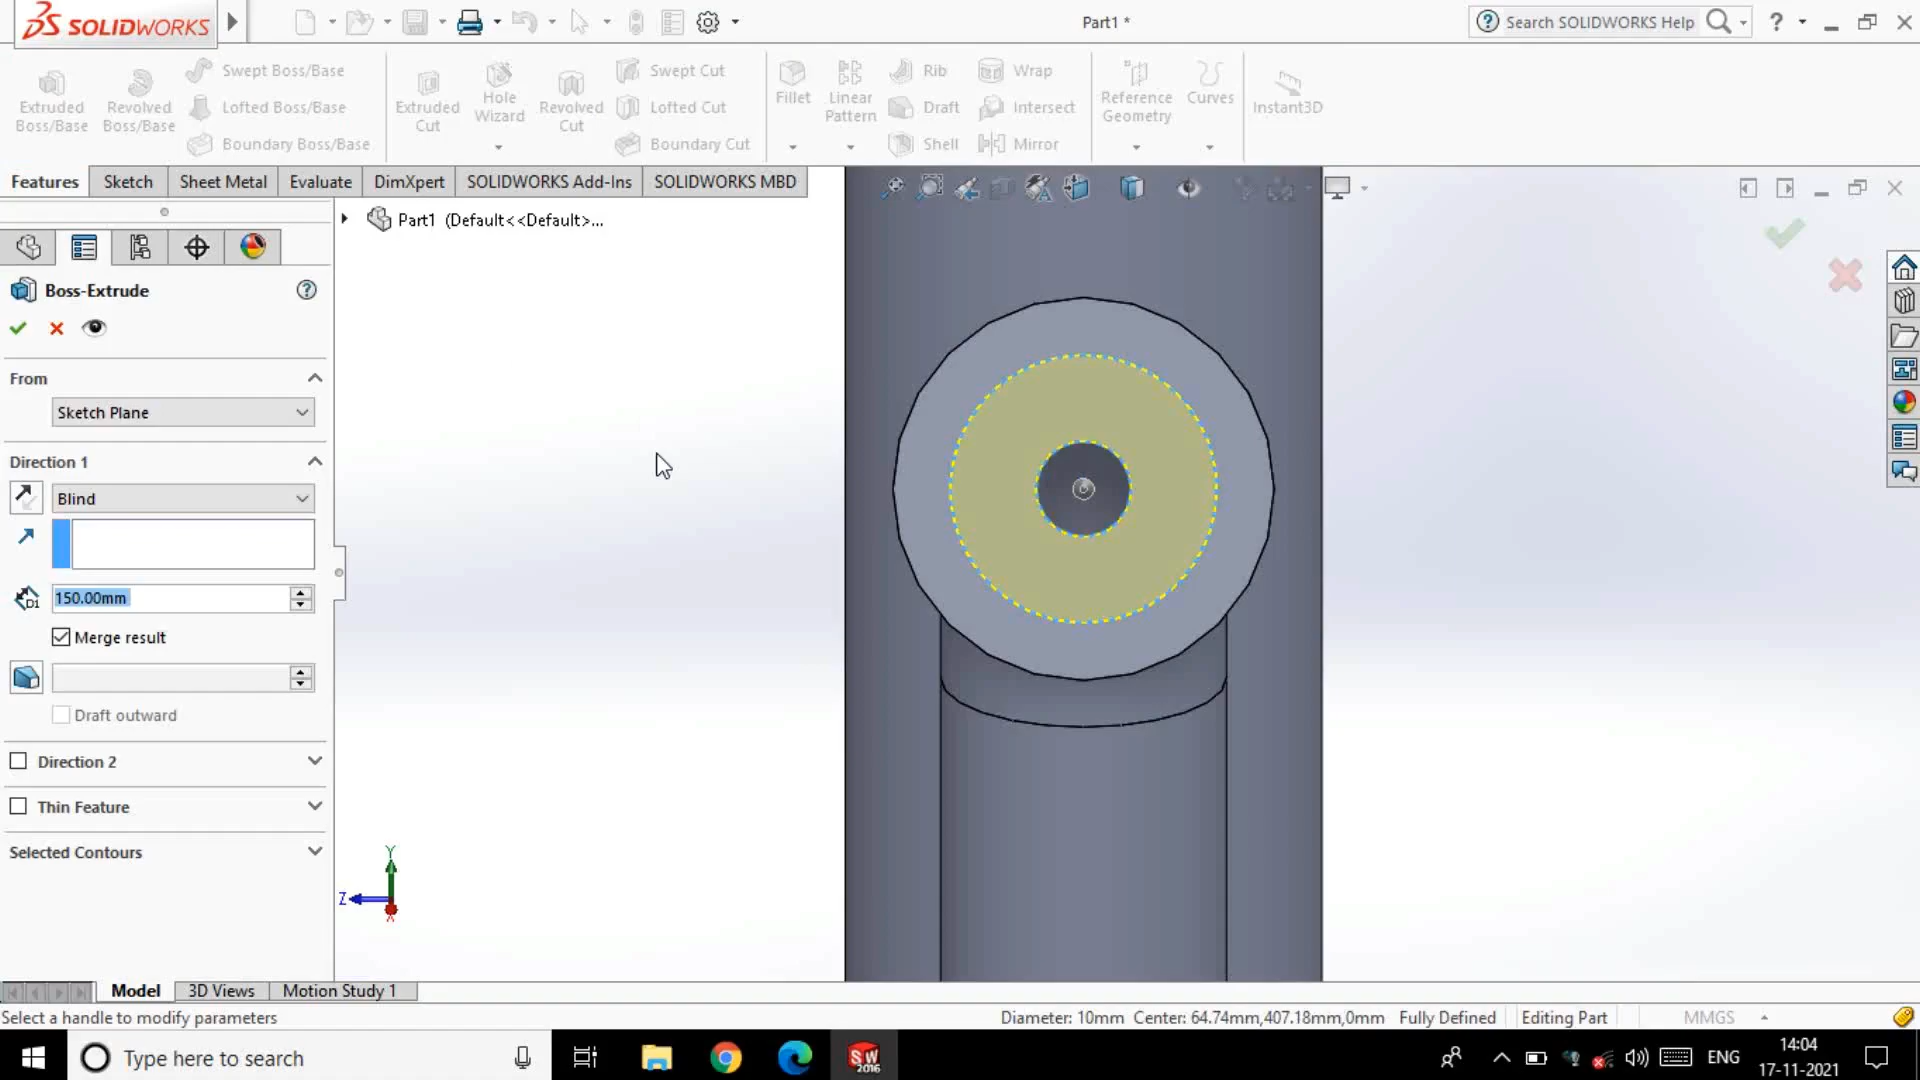 SOLIDWORKS
Part1 *
Search SOLIDWORKS Help
?
Extruded Boss/Base
Revolved Boss/Base
Swept Boss/Base
Lofted Boss/Base
Boundary Boss/Base
Extruded Cut
Hole Wizard
Revolved Cut
Swept Cut
Lofted Cut
Boundary Cut
Fillet
Linear Pattern
Rib
Draft
Shell
Wrap
Intersect
Mirror
Reference Geometry
Curves
Instant3D
Features
Sketch
Sheet Metal
Evaluate
DimXpert
SOLIDWORKS Add-Ins
SOLIDWORKS MBD
Part1 (Default<<Default>...
Boss-Extrude
From
Sketch Plane
Direction 1
Blind
D1
150.00mm
Merge result
Draft outward
Direction 2
Thin Feature
Selected Contours
Y
Z
X
Model
3D Views
Motion Study 1
Select a handle to modify parameters
Diameter: 10mm Center: 64.74mm,407.18mm,0mm
Fully Defined
Editing Part
MMGS
Type here to search
SW
2016
ENG
14:04
17-11-2021